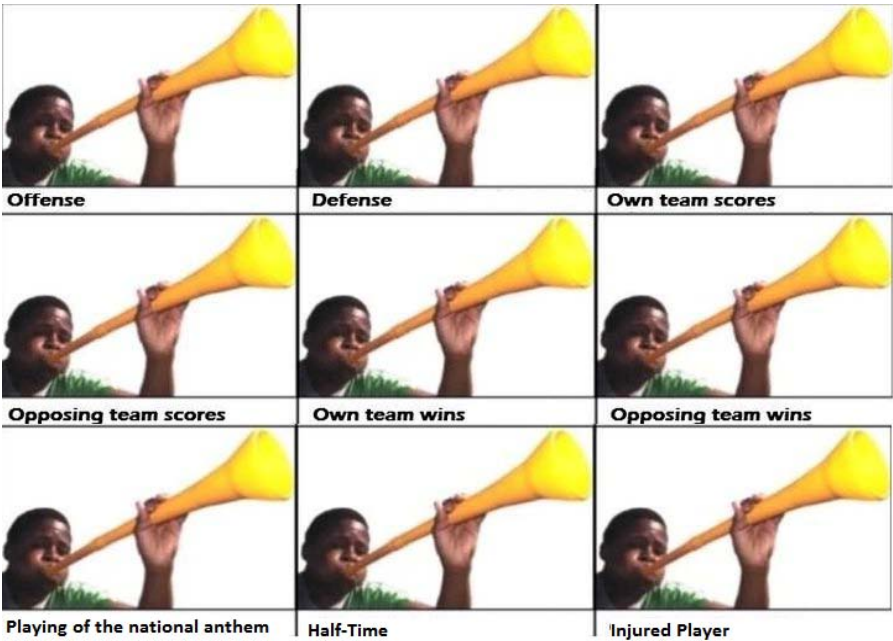 Offense
Defense
Own team scores
Opposing team scores
Own team wins
Opposing team wins
Playing of the national anthem
Half-Time
'Injured Player